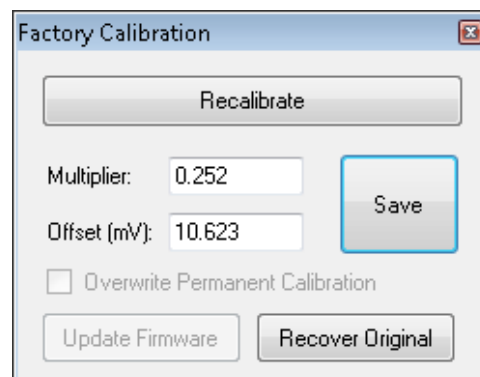 Factory Calibration
Recalibrate
Multiplier: 0.252
Save
Offset (mV): 10.623
Overwrite Permanent Calibration
Update Firmware Recover Original